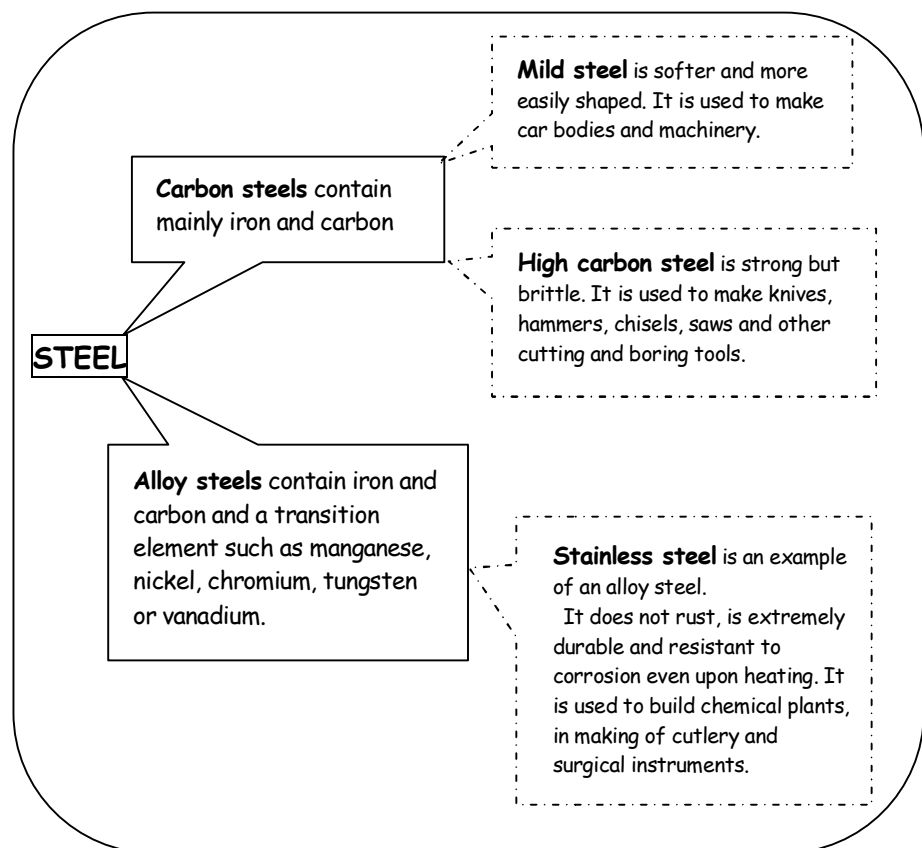 Mild steel is softer and more
easily shaped. It is used to make
car bodies and machinery.
Carbon steels contain
mainly iron and carbon
High carbon steel is strong but
brittle. It is used to make knives,
hammers, chisels, saws and other
cutting and boring tools.
STEEL
Alloy steels contain iron and
carbon and a transition
element such as manganese,
nickel, chromium, tungsten
or vanadium.
Stainless steel is an example
of an alloy steel.
It does not rust, is extremely
durable and resistant to
corrosion even upon heating. It
is used to build chemical plants,
in making of cutlery and
surgical instruments.